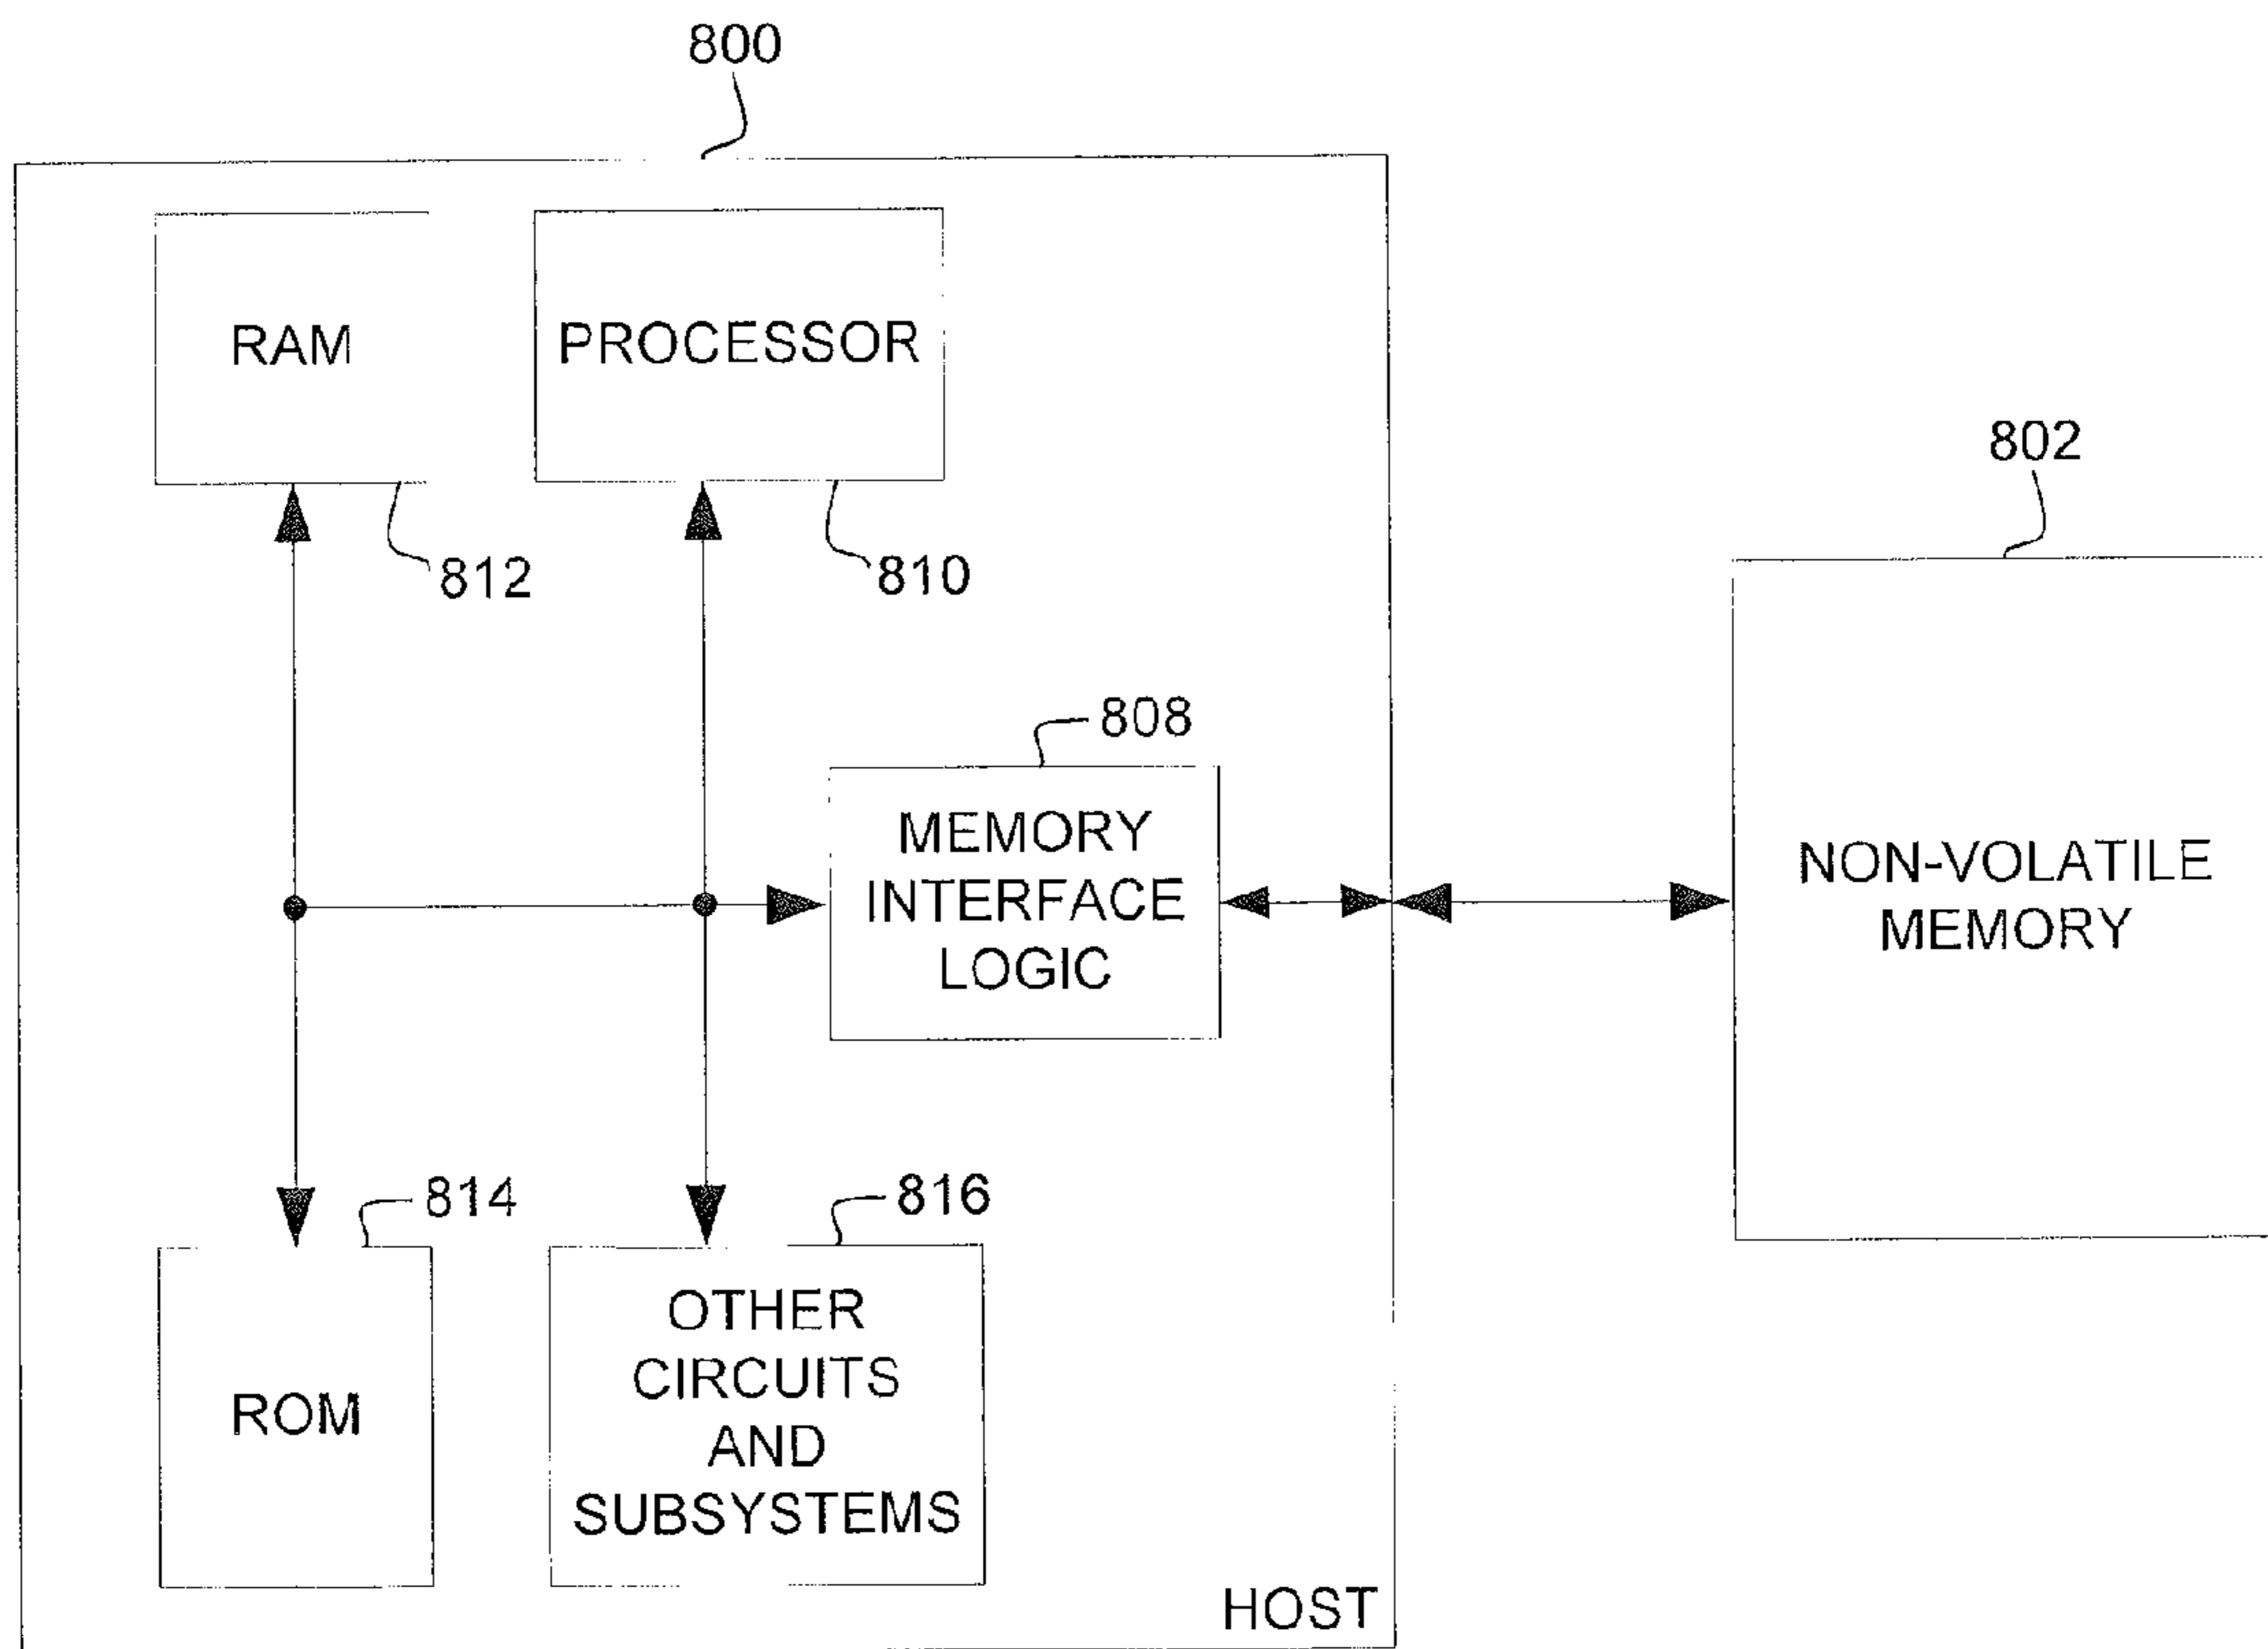 800
RAM
PROCESSOR
812
810
802
808
MEMORY
INTERFACE
LOGIC
NON-VOLATILE
MEMORY
814
816
ROM
OTHER
CIRCUITS
AND
SUBSYSTEMS
HOST